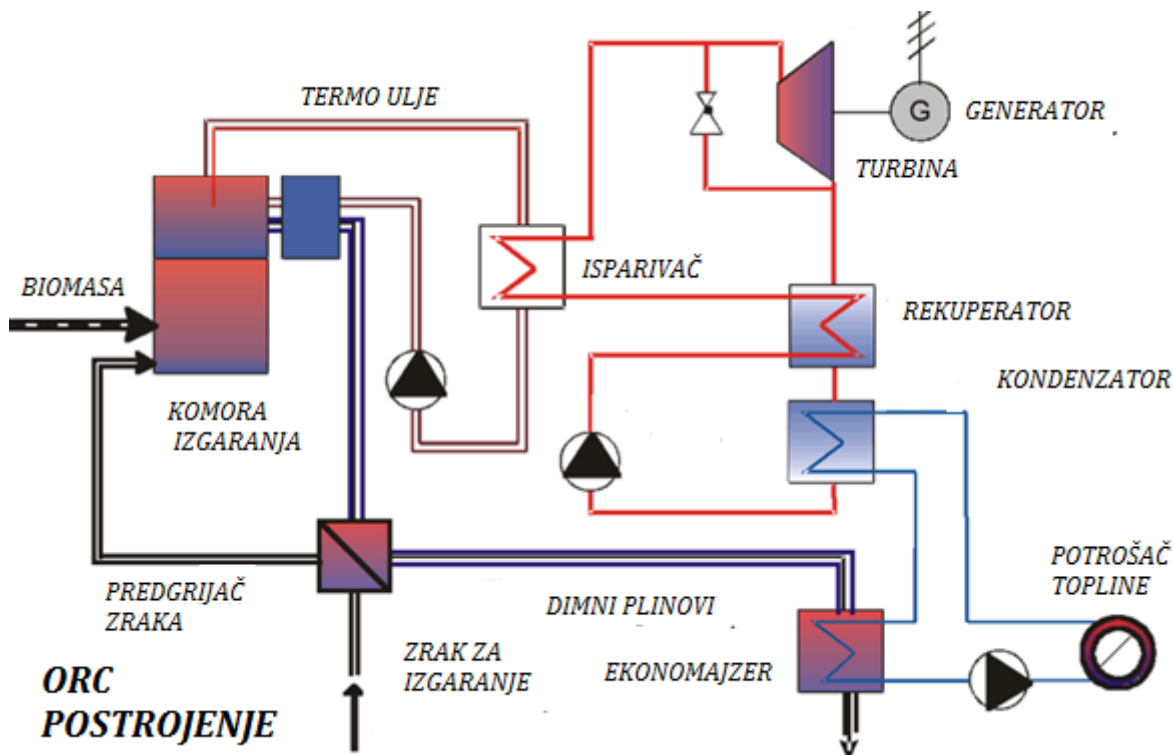 TERMO ULJE
G
GENERATOR
TURBINA
ISPARIVAČ
BIOMASA
REKUPERATOR
KONDENZATOR
KOMORA
IZGARANJA
POTROŠAČ
TOPLINE
PREDGRIJAČ
ZRAKA
DIMNI PLINOVI
ZRAK ZA
IZGARANJE
EKONOMAJZER
ORC
POSTROJENJE